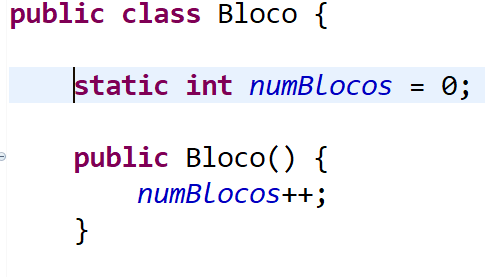 public class Bloco {
static int numBlocos = 0;
public Bloco() {
numBlocos++;
}